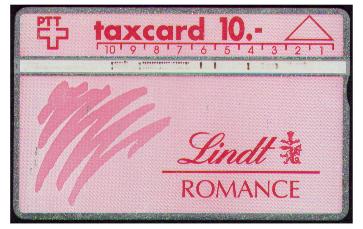 PTT taxcard 10.-
10 9 8 7 6 5 4 3 2 1
Lindt
ROMANCE